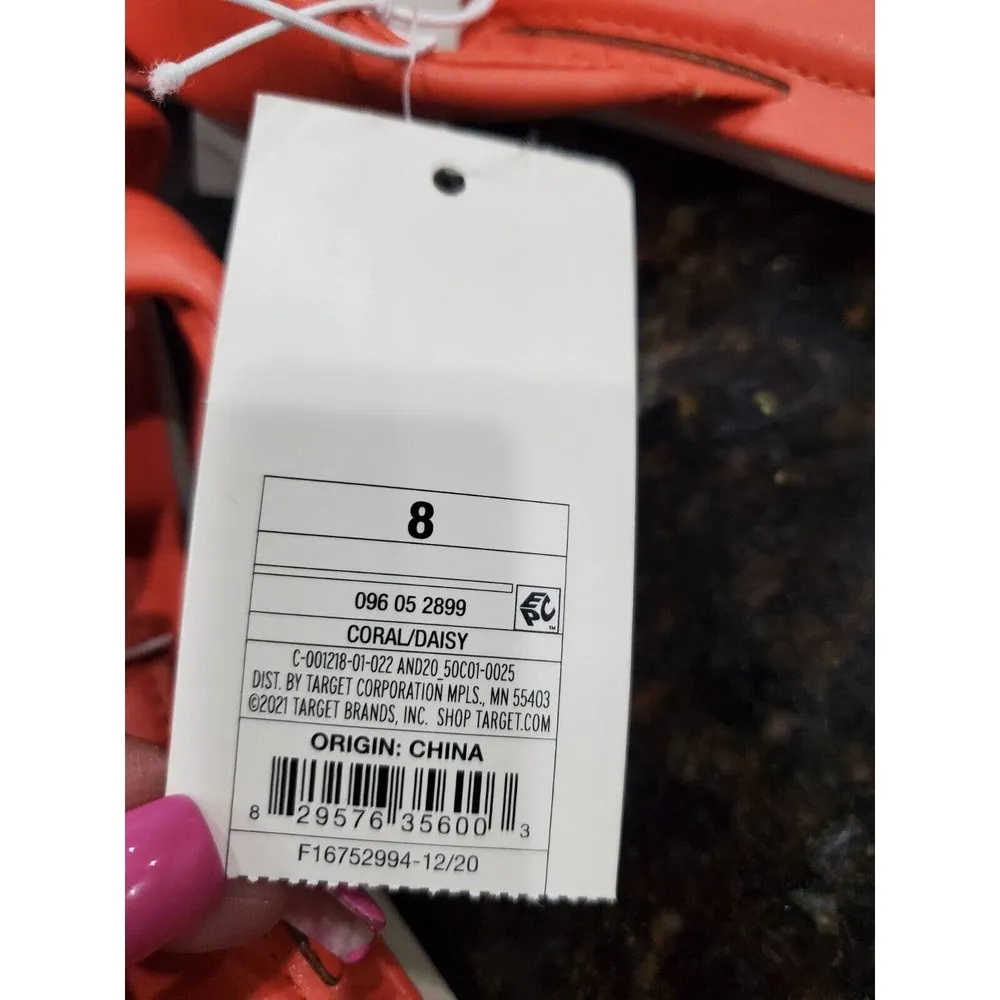 8
096 05 2899
EPC™
CORAL/DAISY
C-001218-01-022 AND20_50C01-0025
DIST. BY TARGET CORPORATION MPLS., MN 55403
©2021 TARGET BRANDS, INC. SHOP TARGET.COM
ORIGIN: CHINA
8 29576 35600 3
F16752994-12/20